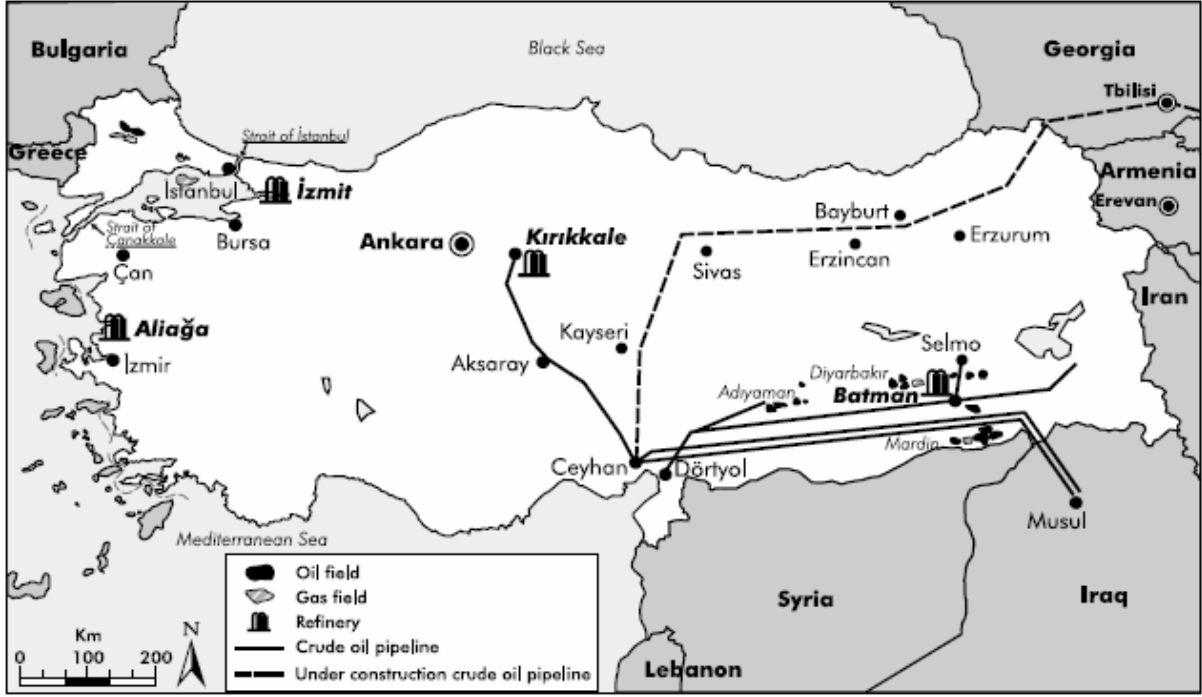 Bulgaria
Black Sea
Georgia
Tbilisi
Strait of İstanbul
Greece
Armenia
İstanbul
İzmit
Erevan
Bayburt
Strait of
Çanakkale
Bursa
Ankara
Kırıkkale
Erzurum
Sivas
Erzincan
Çan
Iran
Aliağa
Kayseri
Selmo
İzmir
Aksaray
Diyarbakır
Adıyaman
Batman
Mardin
Ceyhan
Dörtyol
Musul
Mediterranean Sea
Oil field
Gas field
Refinery
Syria
Iraq
Km
N
Crude oil pipeline
0 100 200
Under construction crude oil pipeline
Lebanon